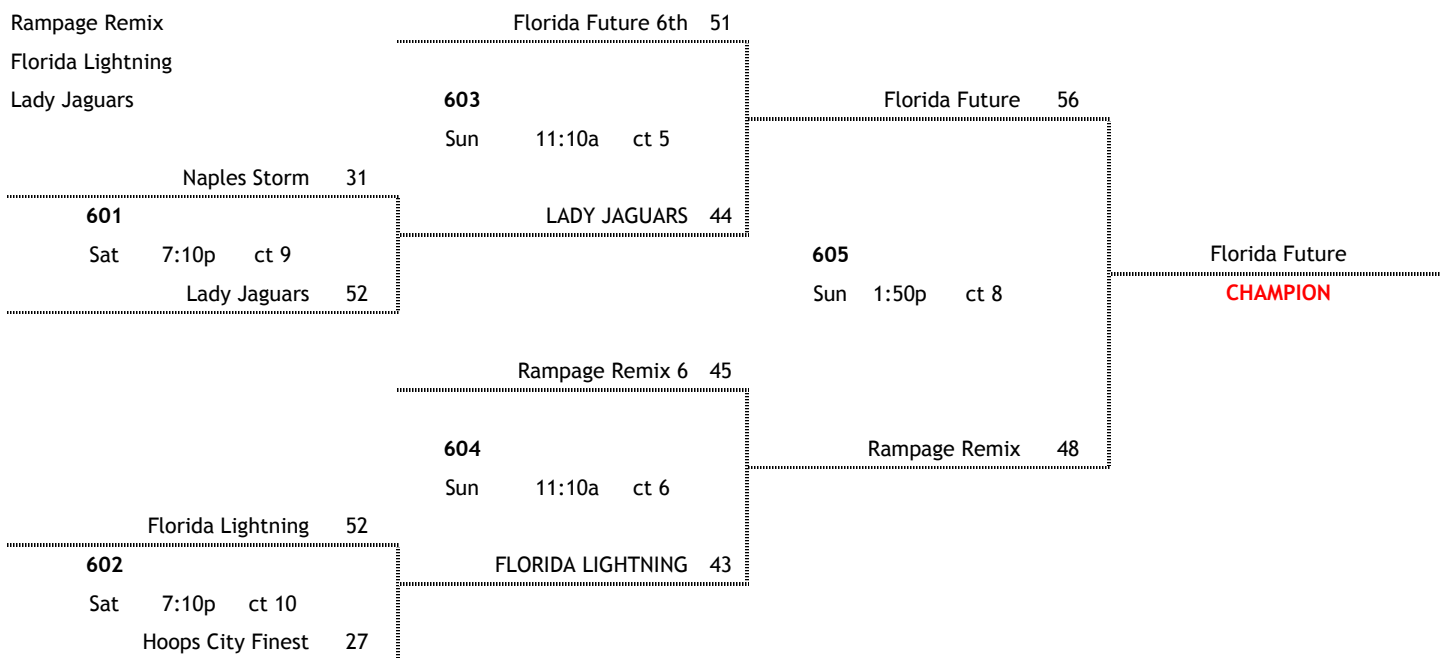 Rampage Remix
Florida Lightning
Lady Jaguars
Florida Future 6th 51
603
Sun 11:10a ct 5
Florida Future 56
Naples Storm 31
601
Sat 7:10p ct 9
Lady Jaguars 52
LADY JAGUARS 44
605
Sun 1:50p ct 8
Florida Future
CHAMPION
Rampage Remix 6 45
604
Sun 11:10a ct 6
Rampage Remix 48
Florida Lightning 52
602
Sat 7:10p ct 10
Hoops City Finest 27
FLORIDA LIGHTNING 43